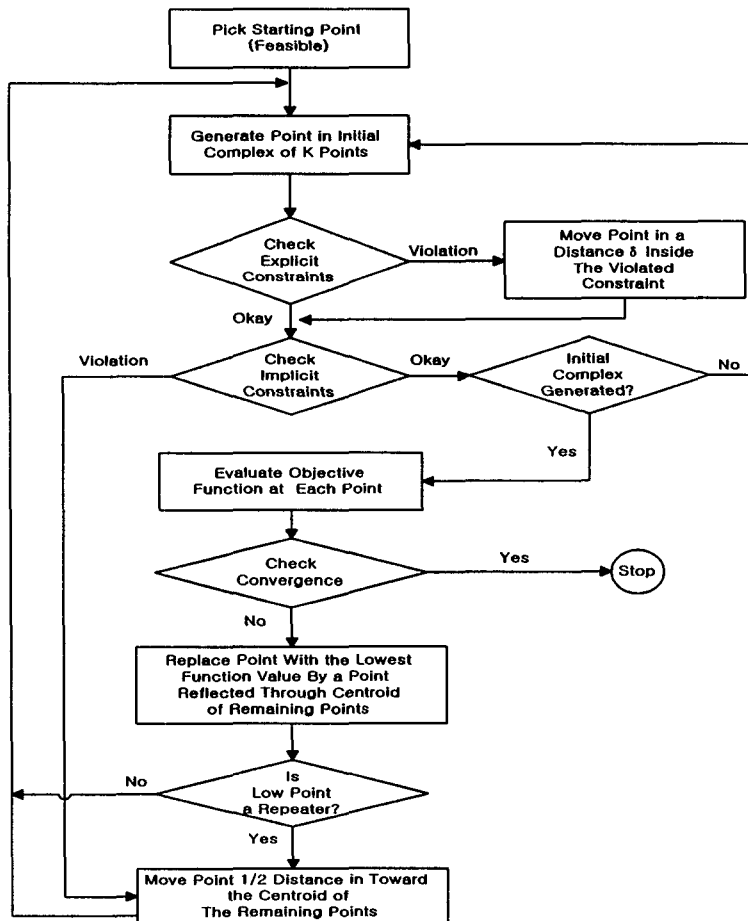 Pick Starting Point
(Feasible)
Generate Point in Initial
Complex of K Points
Check
Explicit
Constraints
Violation
Move Point in a
Distance δ Inside
The Violated
Constraint
Okay
Violation
Check
Implicit
Constraints
Okay
Initial
Complex
Generated?
No
Yes
Evaluate Objective
Function at Each Point
Check
Convergence
Yes
Stop
No
Replace Point With the Lowest
Function Value By a Point
Reflected Through Centroid
of Remaining Points
No
Is
Low Point
a Repeater?
Yes
Move Point 1/2 Distance in Toward
the Centroid of
The Remaining Points